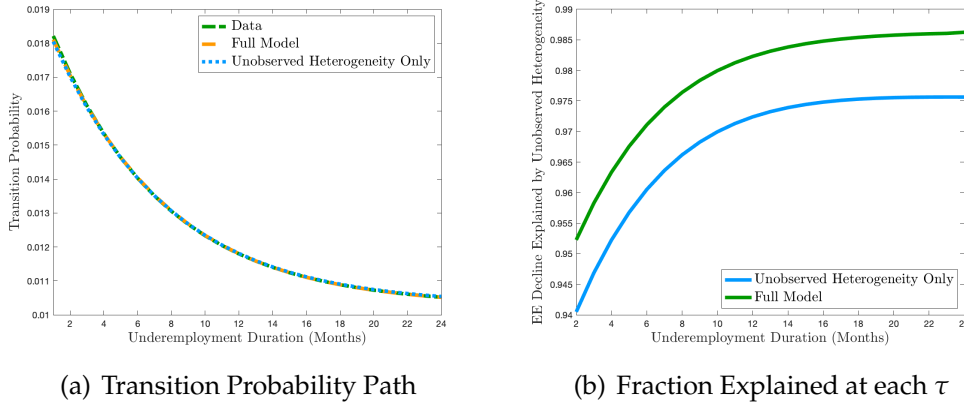 0.019
0.018
0.017
0.016
0.015
0.014
0.013
0.012
0.011
0.01
Transition Probability
Data
Full Model
Unobserved Heterogeneity Only
2 4 6 8 10 12 14 16 18 20 22 24
Underemployment Duration (Months)
(a) Transition Probability Path
0.99
0.985
0.98
0.975
0.97
0.965
0.96
0.955
0.95
0.945
0.94
EE Decline Explained by Unobserved Heterogeneity
Unobserved Heterogeneity Only
Full Model
2 4 6 8 10 12 14 16 18 20 22
Underemployment Duration (Months)
(b) Fraction Explained at each τ